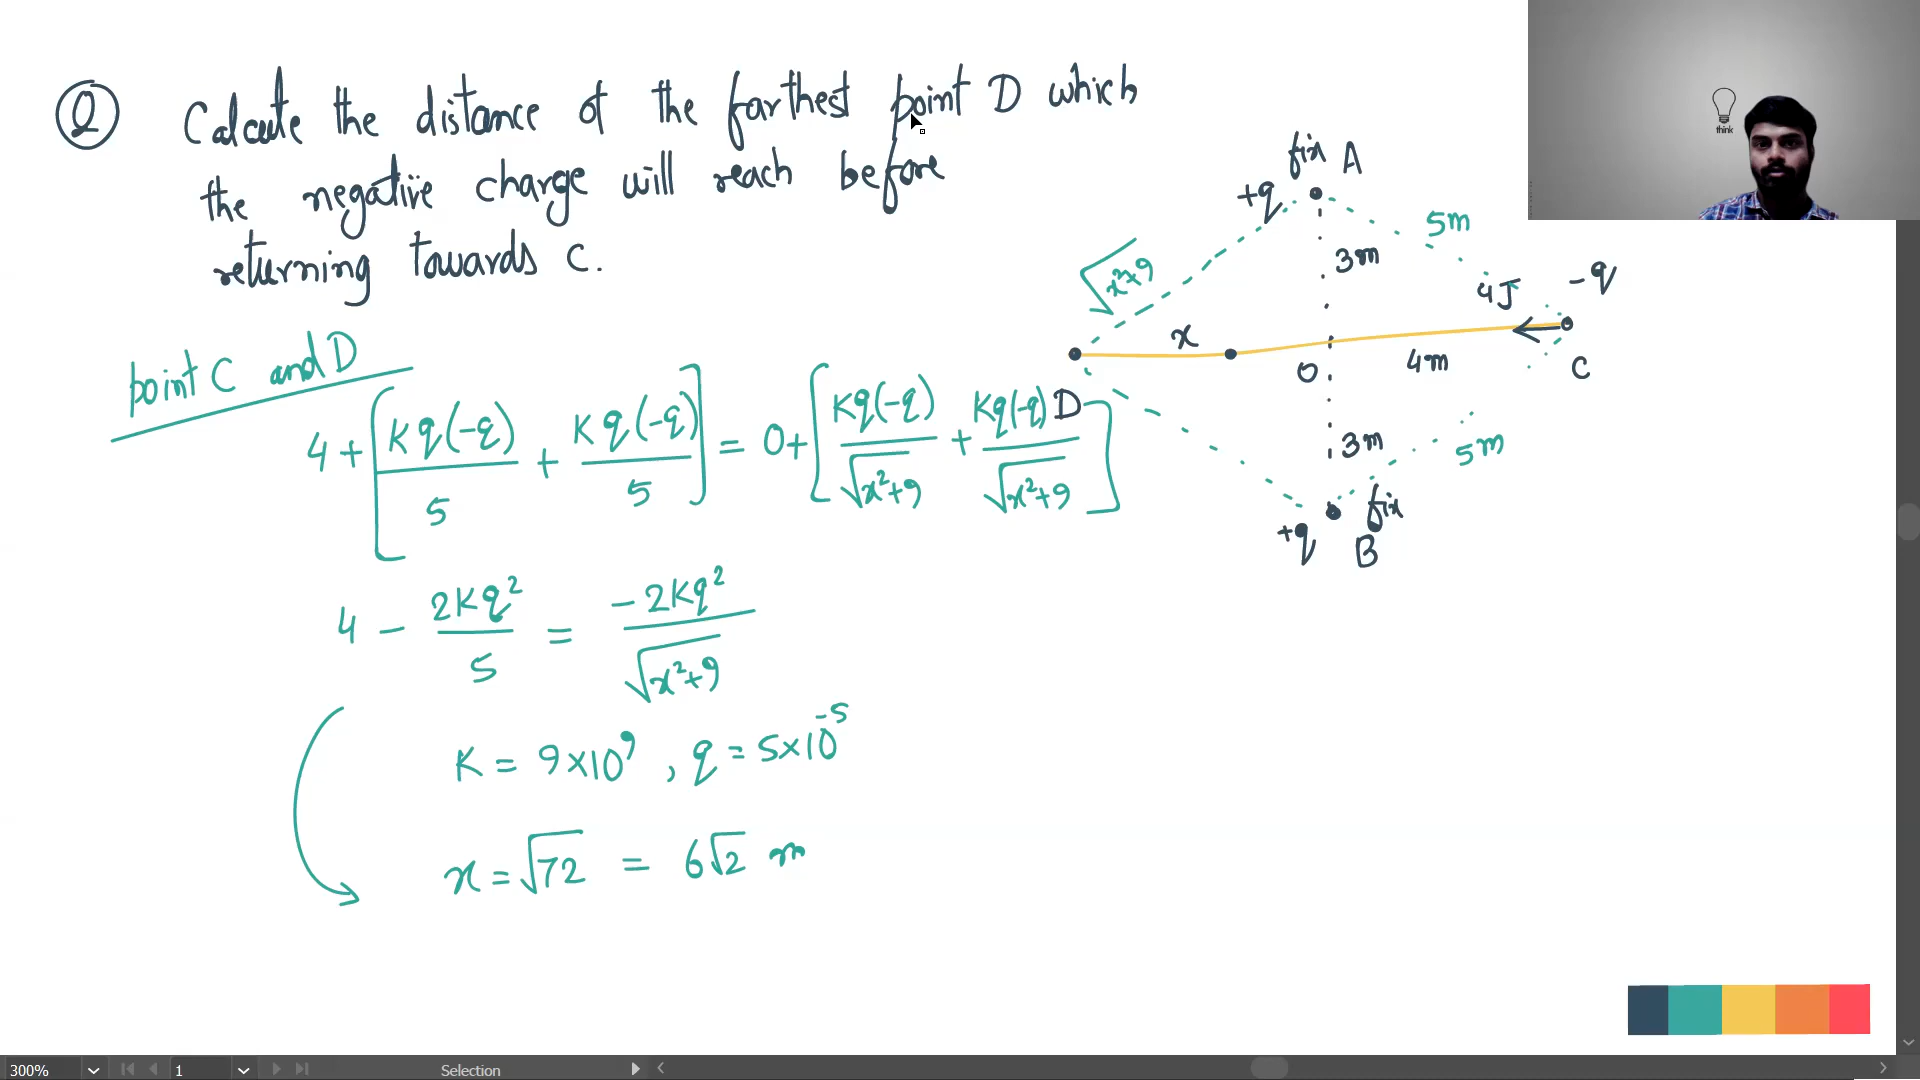 Q Calcute the distance of the farthest point D which
the negative charge will reach before
returning towards C.
point C and D
4 + [Kq(-q)/5 + Kq(-q)/5] = 0 + [Kq(-q)/√x²+9 + Kq(-q)/√x²+9]
4 - 2Kq²/5 = -2Kq²/√x²+9
K = 9×10⁹ , q = 5×10⁻⁵
x = √72 = 6√2 m
think
fix A
+q
5m
3m
√x²+9
4J
-q
x
O
4m
C
D
3m
5m
+q
fix
B
300%
1
Selection